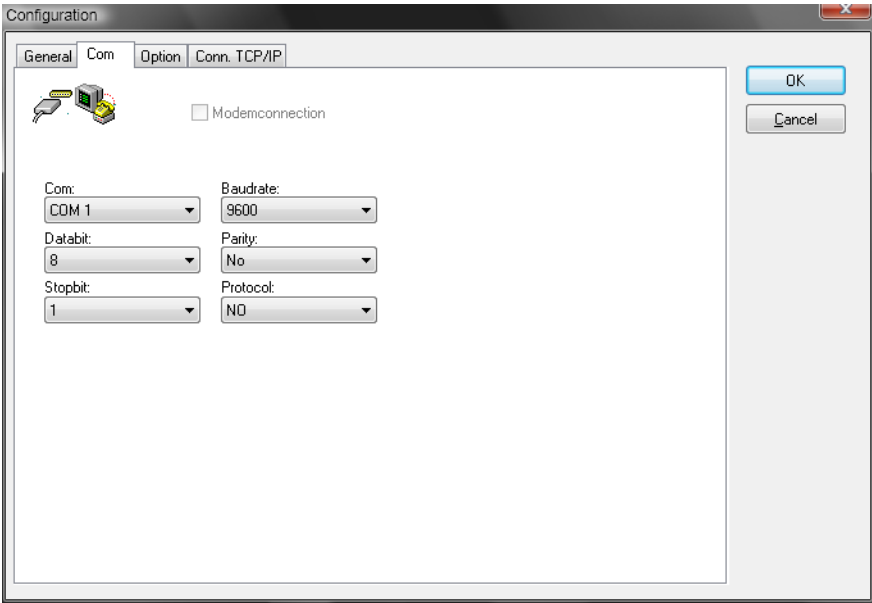 Configuration
General Com Option Conn. TCP/IP
OK
Modemconnection
Cancel
Com: Baudrate:
COM 1 9600
Databit: Parity:
8 No
Stopbit: Protocol:
1 NO